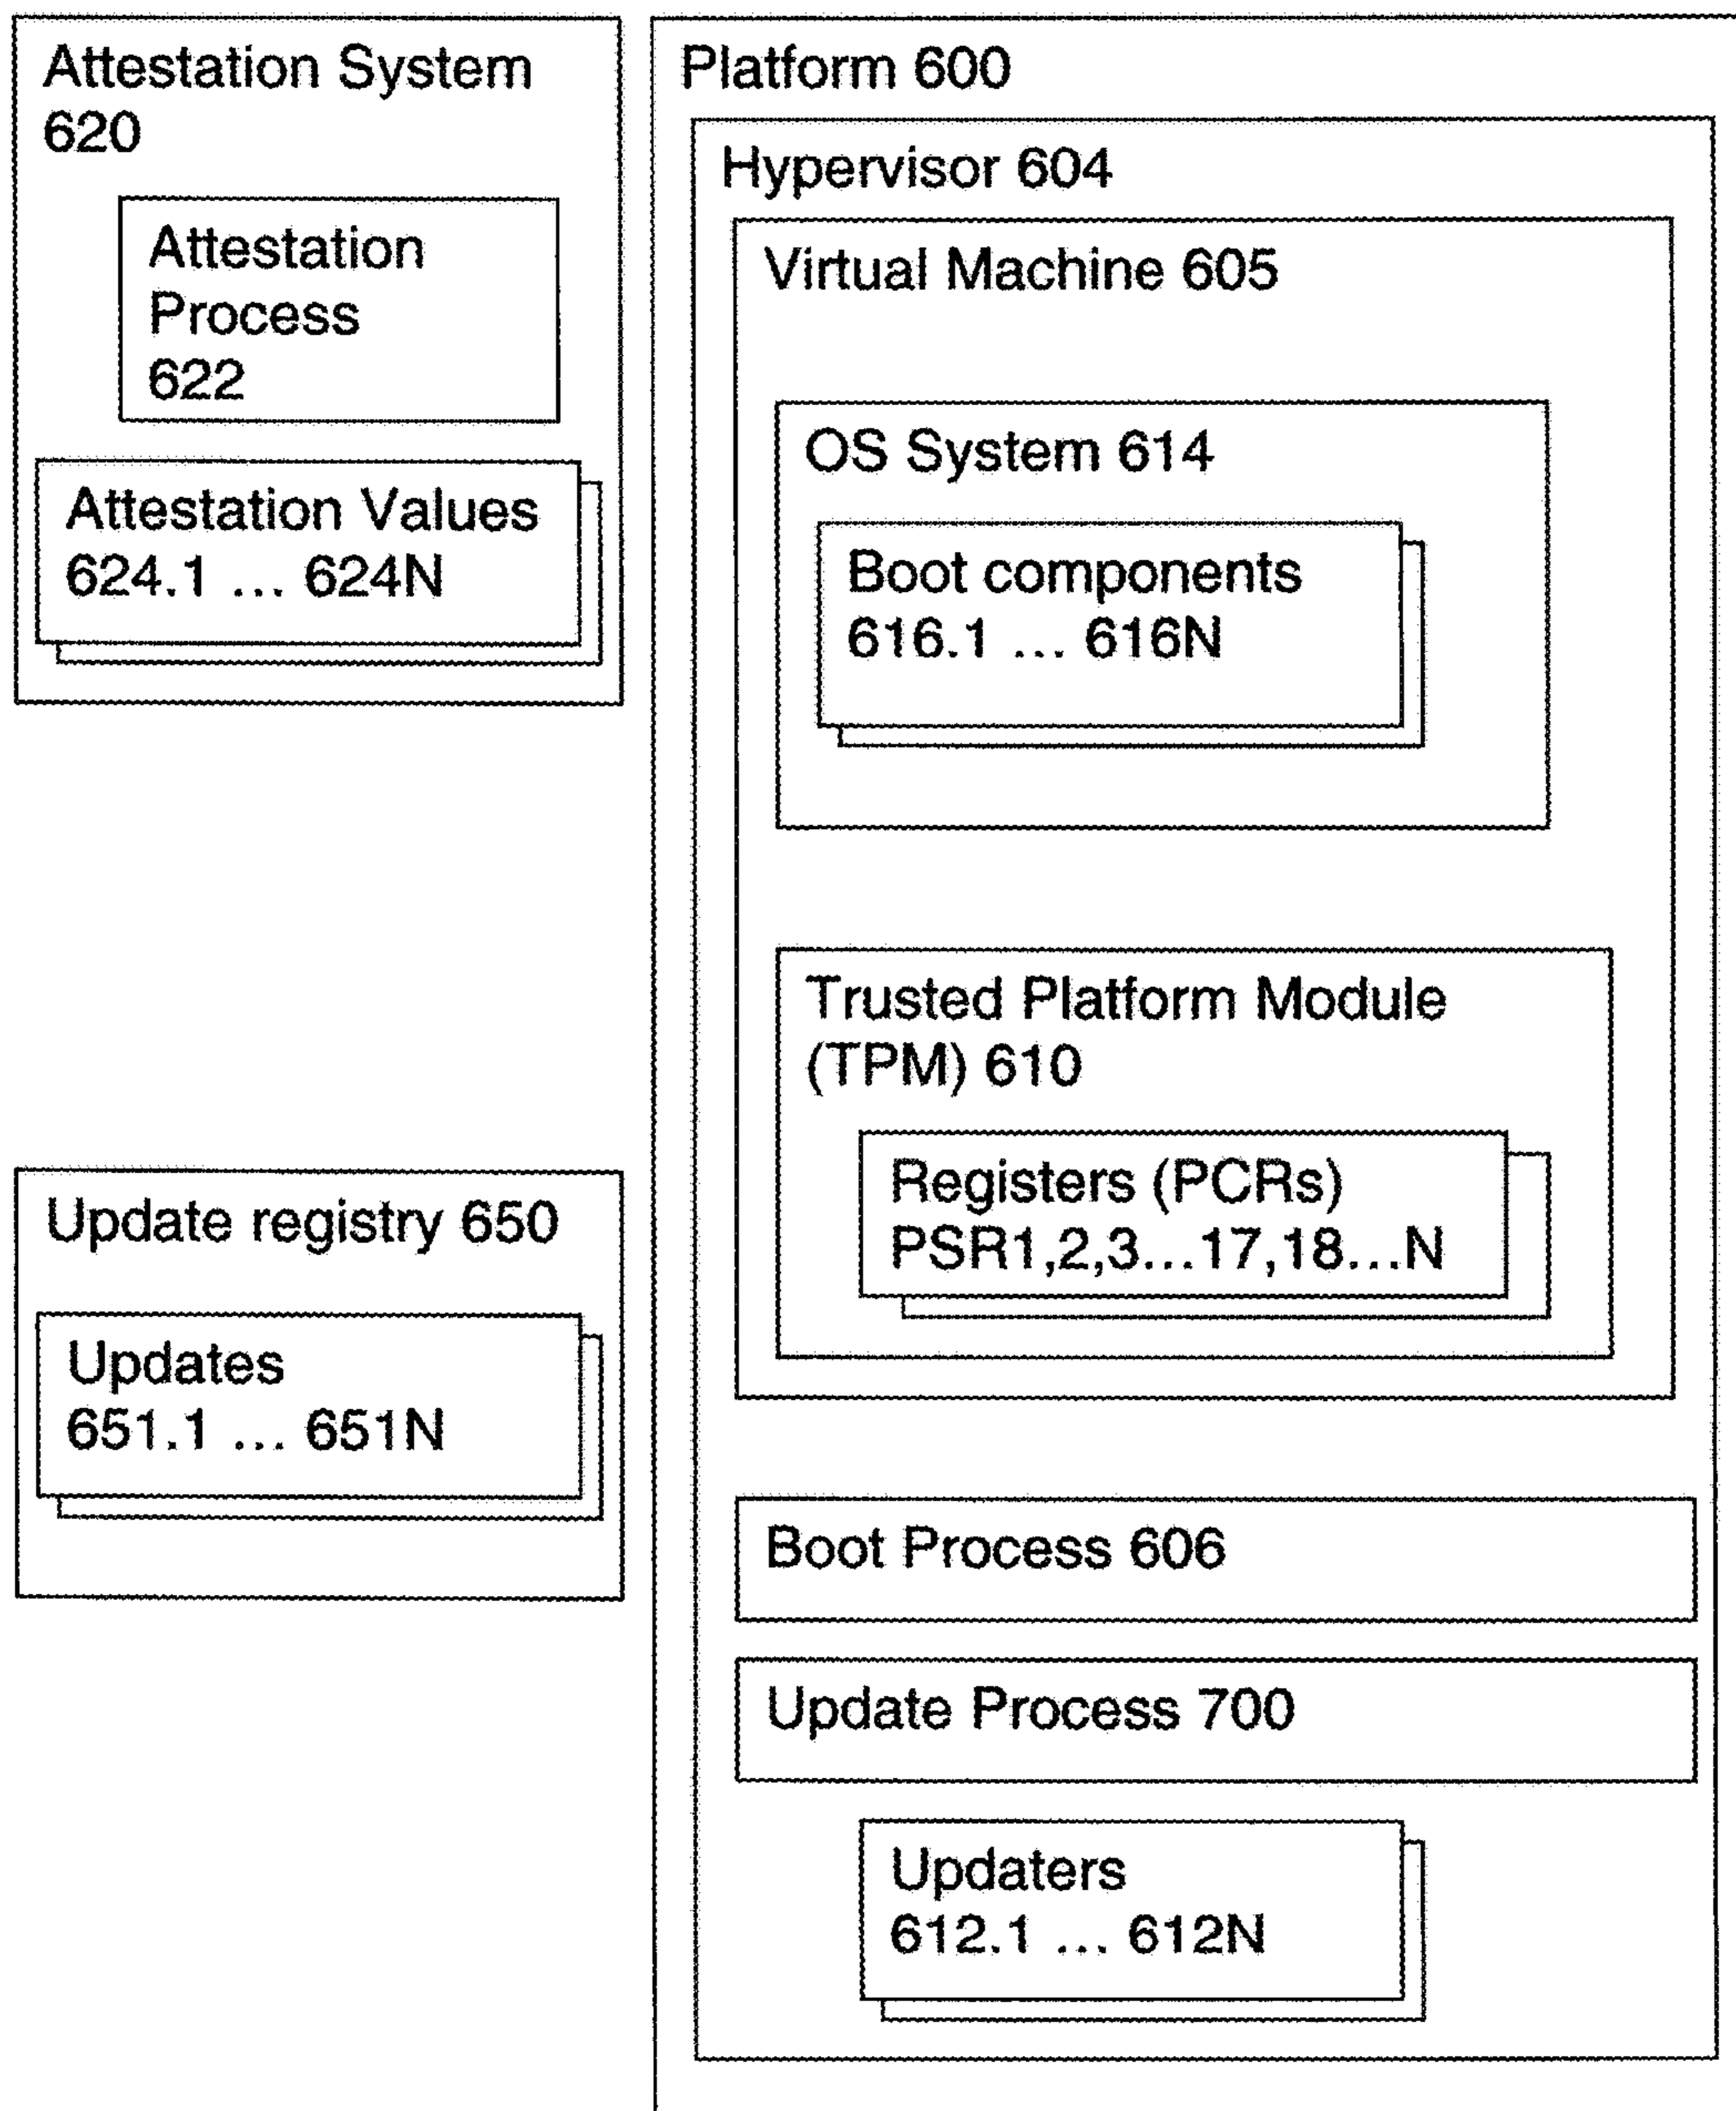 Attestation System
620
Attestation
Process
622
Attestation Values
624.1 ... 624N
Update registry 650
Updates
651.1 ... 651N
Platform 600
Hypervisor 604
Virtual Machine 605
OS System 614
Boot components
616.1 ... 616N
Trusted Platform Module
(TPM) 610
Registers (PCRs)
PSR1,2,3...17,18...N
Boot Process 606
Update Process 700
Updaters
612.1 ... 612N